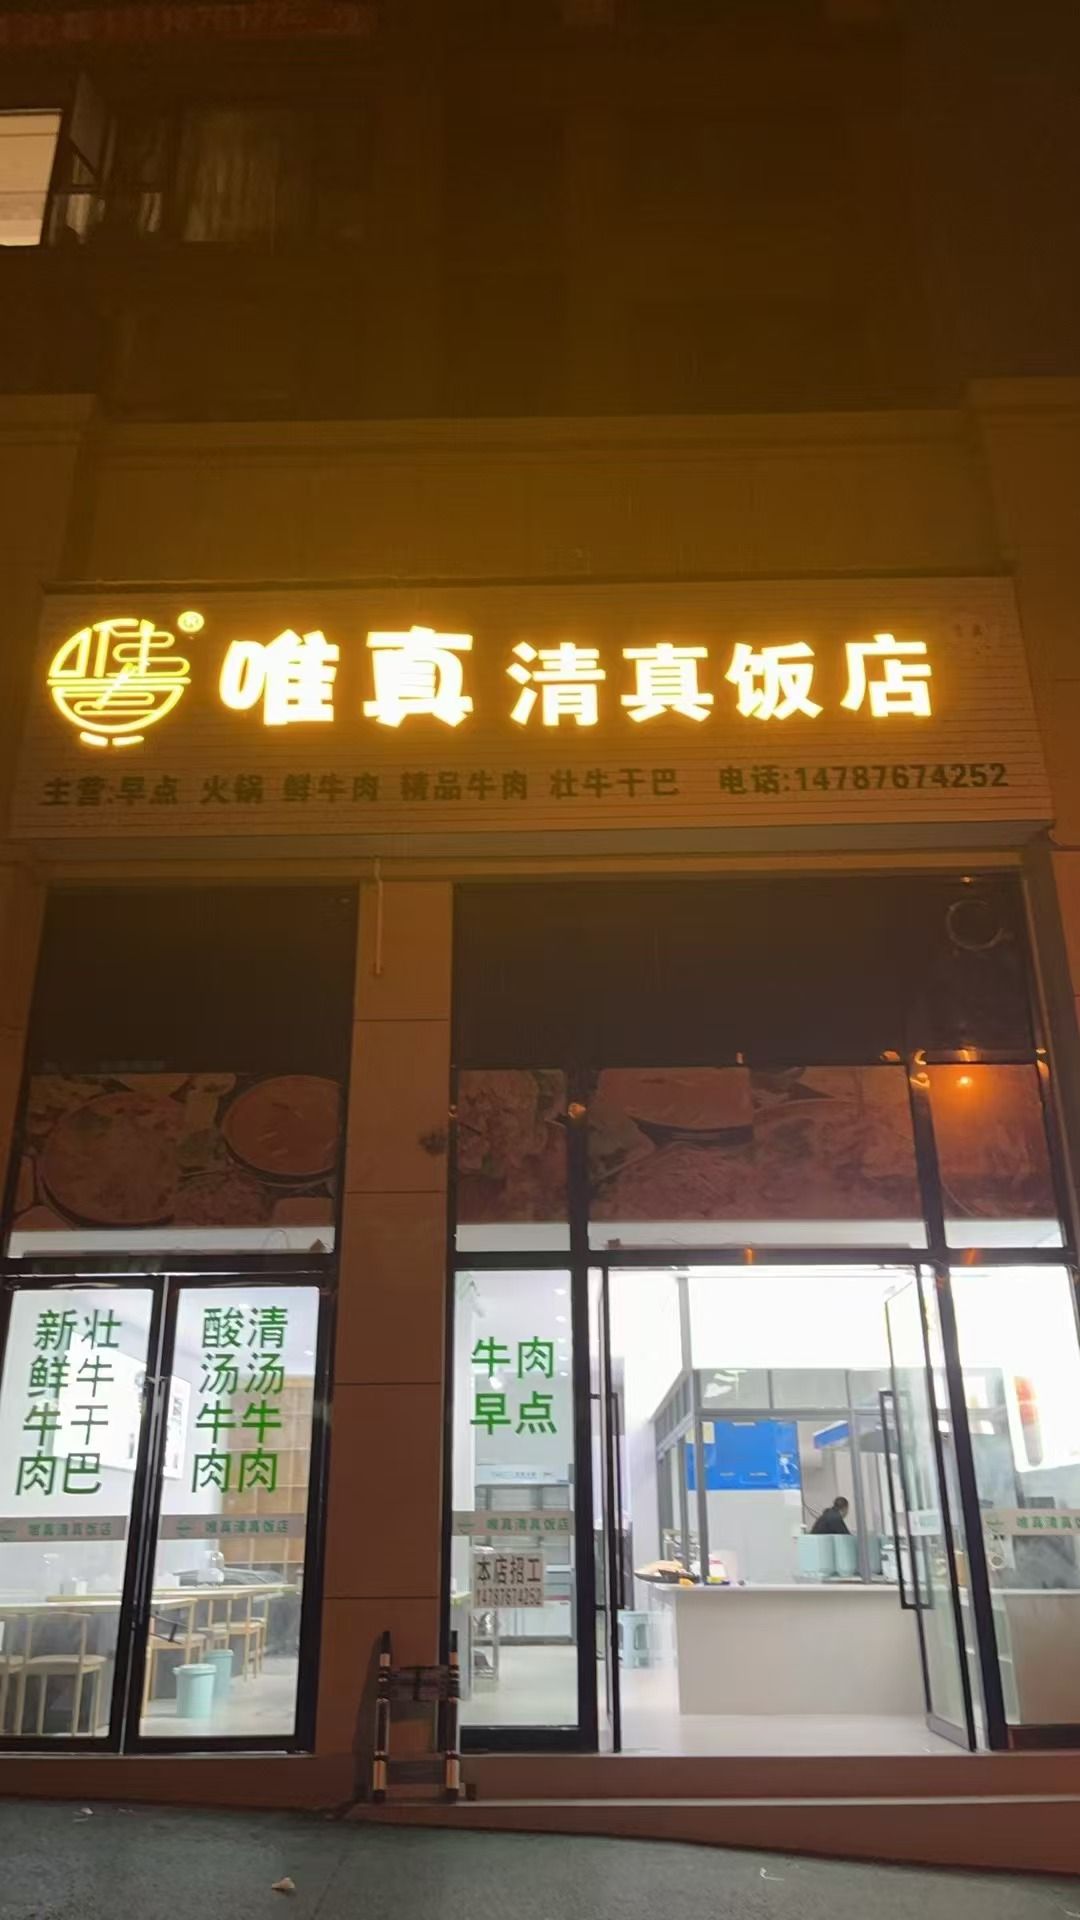 唯真 清真饭店
主营:早点 火锅 鲜牛肉 精品牛肉 壮牛干巴 电话:14787674252
新鲜牛肉
壮牛干巴
酸汤牛肉
清汤牛肉
牛肉
早点
唯真清真饭店
唯真清真饭店
唯真清真饭店
唯真清真饭
本店招工
14787674252